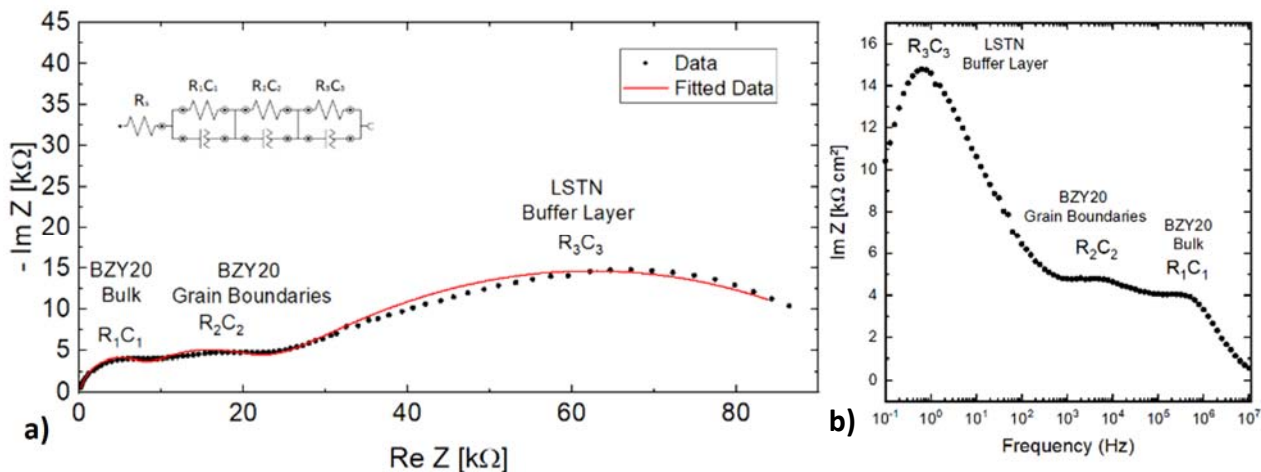 45
40
35
30
25
20
15
10
5
0
- Im Z [kΩ]
Rₛ
R₁C₁
R₂C₂
R₃C₃
Data
Fitted Data
BZY20
Bulk
R₁C₁
BZY20
Grain Boundaries
R₂C₂
LSTN
Buffer Layer
R₃C₃
0 20 40 60 80
Re Z [kΩ]
a)
16
14
12
10
8
6
4
2
0
Im Z [kΩ cm²]
R₃C₃
LSTN
Buffer Layer
BZY20
Grain Boundaries
R₂C₂
BZY20
Bulk
R₁C₁
10⁻¹ 10⁰ 10¹ 10² 10³ 10⁴ 10⁵ 10⁶ 10⁷
Frequency (Hz)
b)